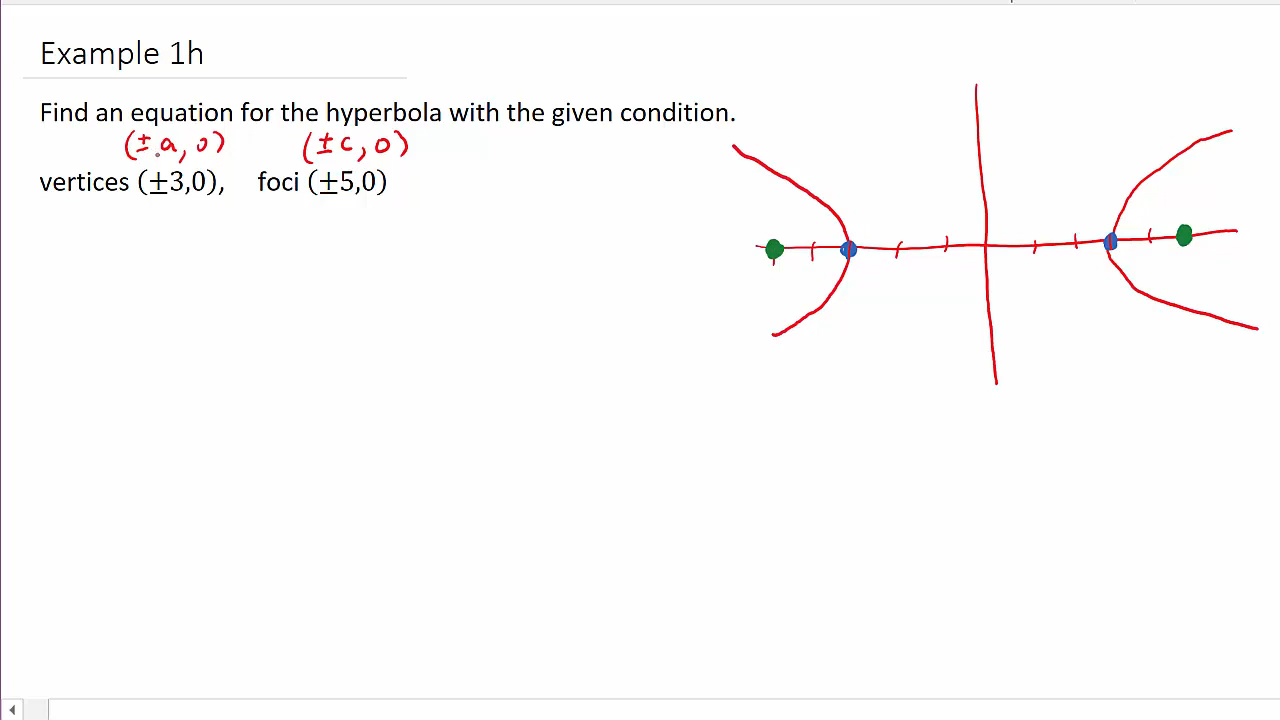 Example 1h
Find an equation for the hyperbola with the given condition.
(±a, 0) (±c, 0)
vertices (±3,0), foci (±5,0)